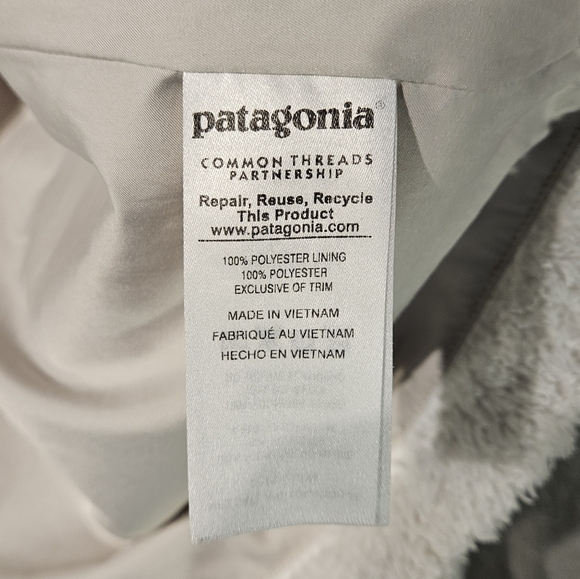 patagonia®
COMMON THREADS
PARTNERSHIP
Repair, Reuse, Recycle
This Product
www.patagonia.com
100% POLYESTER LINING
100% POLYESTER
EXCLUSIVE OF TRIM
MADE IN VIETNAM
FABRIQUÉ AU VIETNAM
HECHO EN VIETNAM